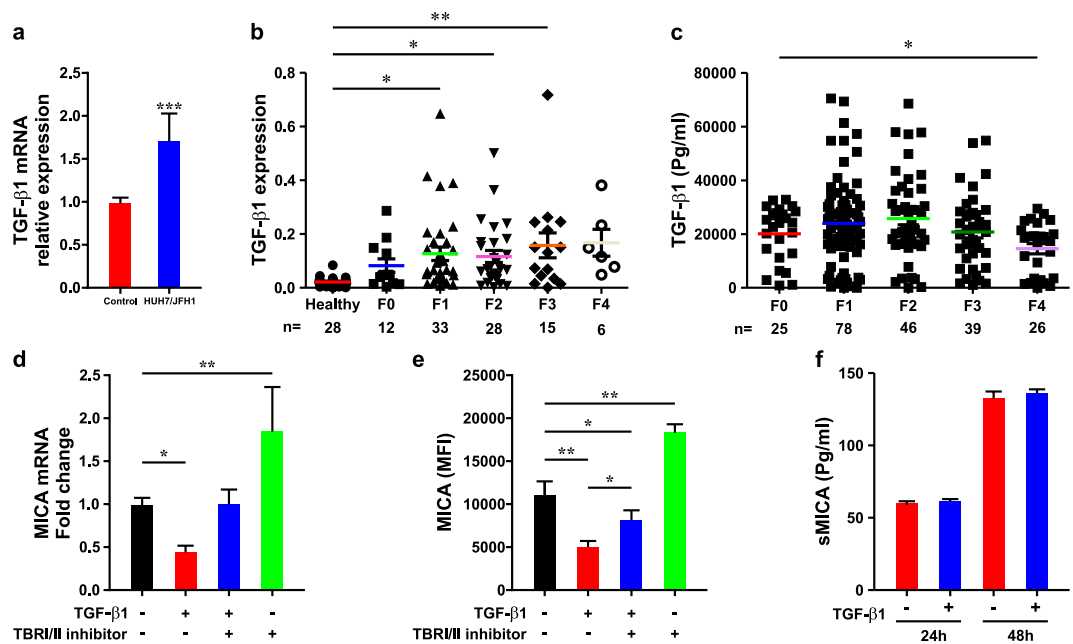 a
TGF-β1 mRNA
relative expression
2.5
2.0
1.5
1.0
0.5
0.0
***
Control HUH7/JFH1
b
TGF-β1 expression
0.8
0.6
0.4
0.2
0.0
**
*
*
Healthy F0 F1 F2 F3 F4
n= 28 12 33 28 15 6
c
TGF-β1 (Pg/ml)
80000
60000
40000
20000
0
*
F0 F1 F2 F3 F4
n= 25 78 46 39 26
d
MICA mRNA
Fold change
2.5
2.0
1.5
1.0
0.5
0.0
**
*
TGF-β1 - + + -
TBRI/II inhibitor - - + +
e
MICA (MFI)
25000
20000
15000
10000
5000
0
**
*
**
*
TGF-β1 - + + -
TBRI/II inhibitor - - + +
f
sMICA (Pg/ml)
150
100
50
0
TGF-β1 - + - +
24h 48h